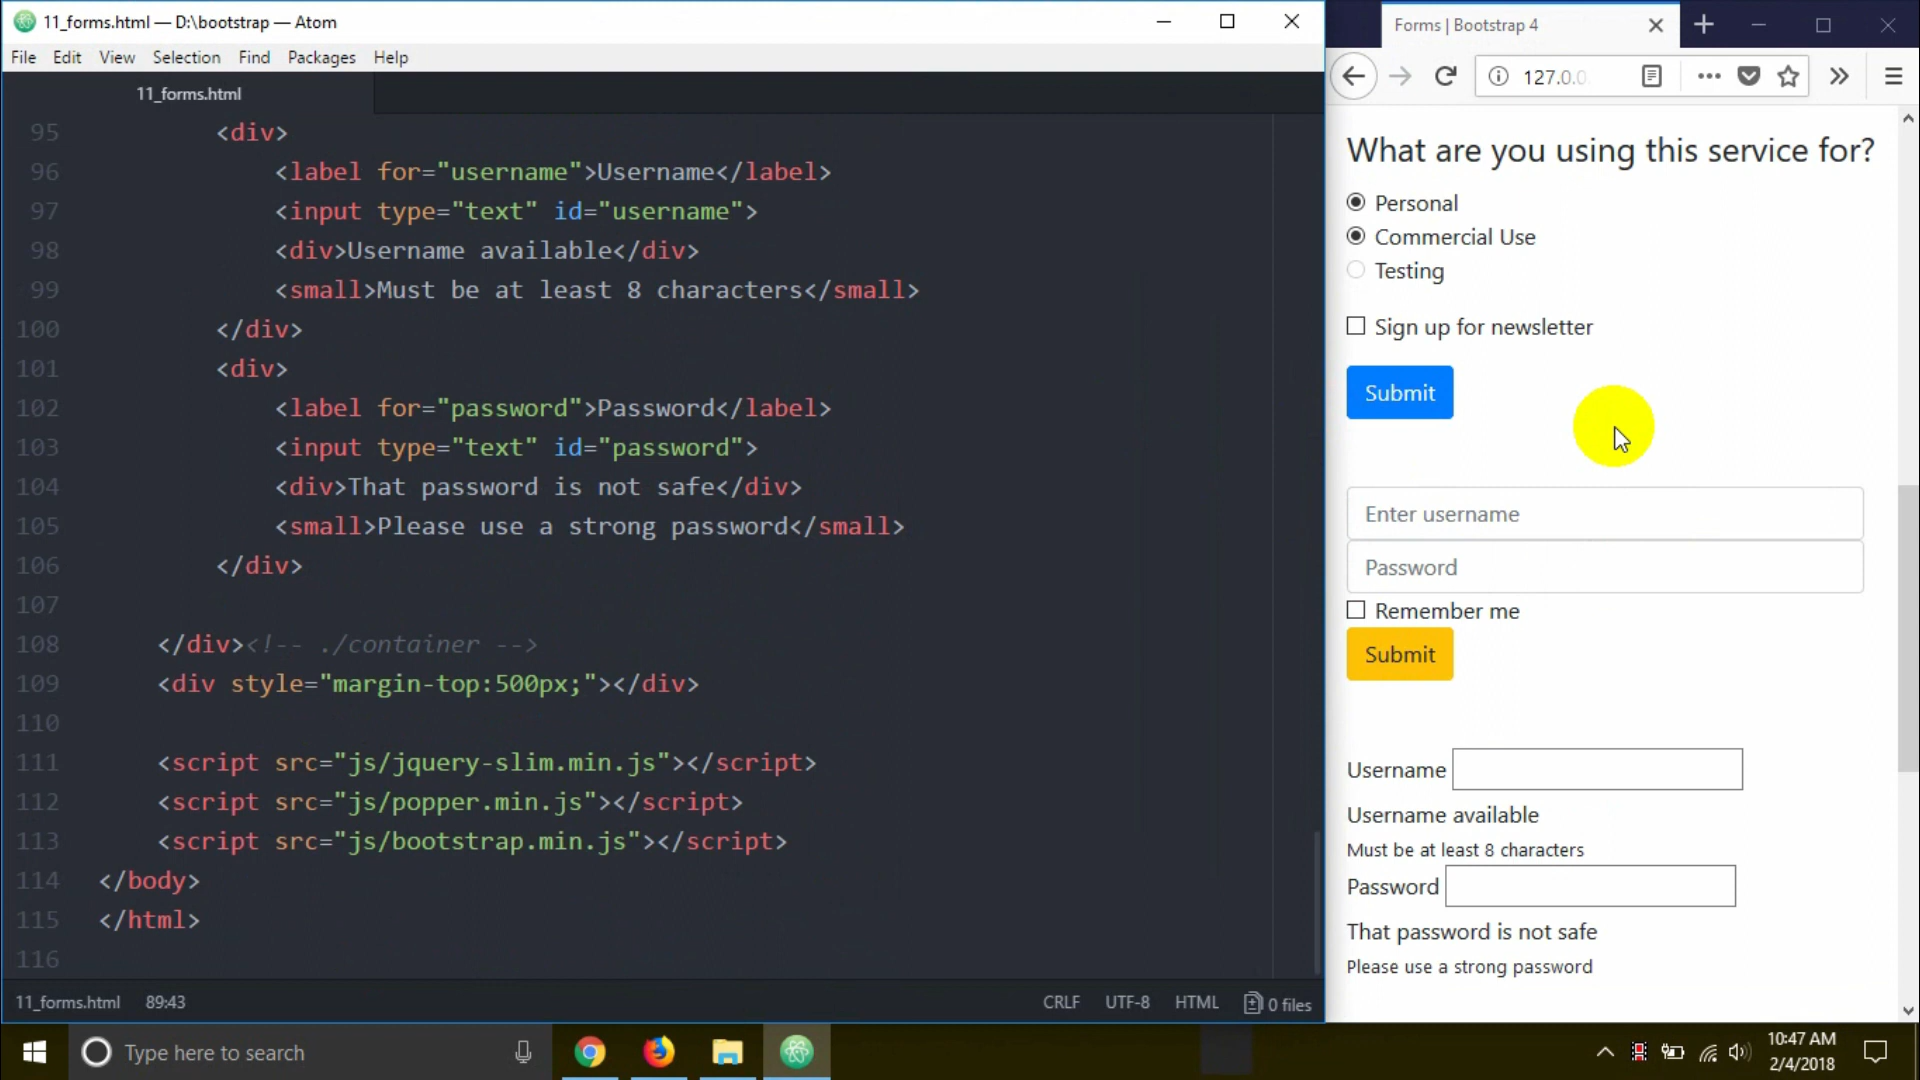 11_forms.html — D:\bootstrap — Atom
File Edit View Selection Find Packages Help
11_forms.html
95 <div>
96 <label for="username">Username</label>
97 <input type="text" id="username">
98 <div>Username available</div>
99 <small>Must be at least 8 characters</small>
100 </div>
101 <div>
102 <label for="password">Password</label>
103 <input type="text" id="password">
104 <div>That password is not safe</div>
105 <small>Please use a strong password</small>
106 </div>
107
108 </div><!-- ./container -->
109 <div style="margin-top:500px;"></div>
110
111 <script src="js/jquery-slim.min.js"></script>
112 <script src="js/popper.min.js"></script>
113 <script src="js/bootstrap.min.js"></script>
114 </body>
115 </html>
116
11_forms.html 89:43 CRLF UTF-8 HTML 0 files
Forms | Bootstrap 4
127.0.0
What are you using this service for?
Personal
Commercial Use
Testing
Sign up for newsletter
Submit
Enter username
Password
Remember me
Submit
Username
Username available
Must be at least 8 characters
Password
That password is not safe
Please use a strong password
Type here to search
10:47 AM
2/4/2018